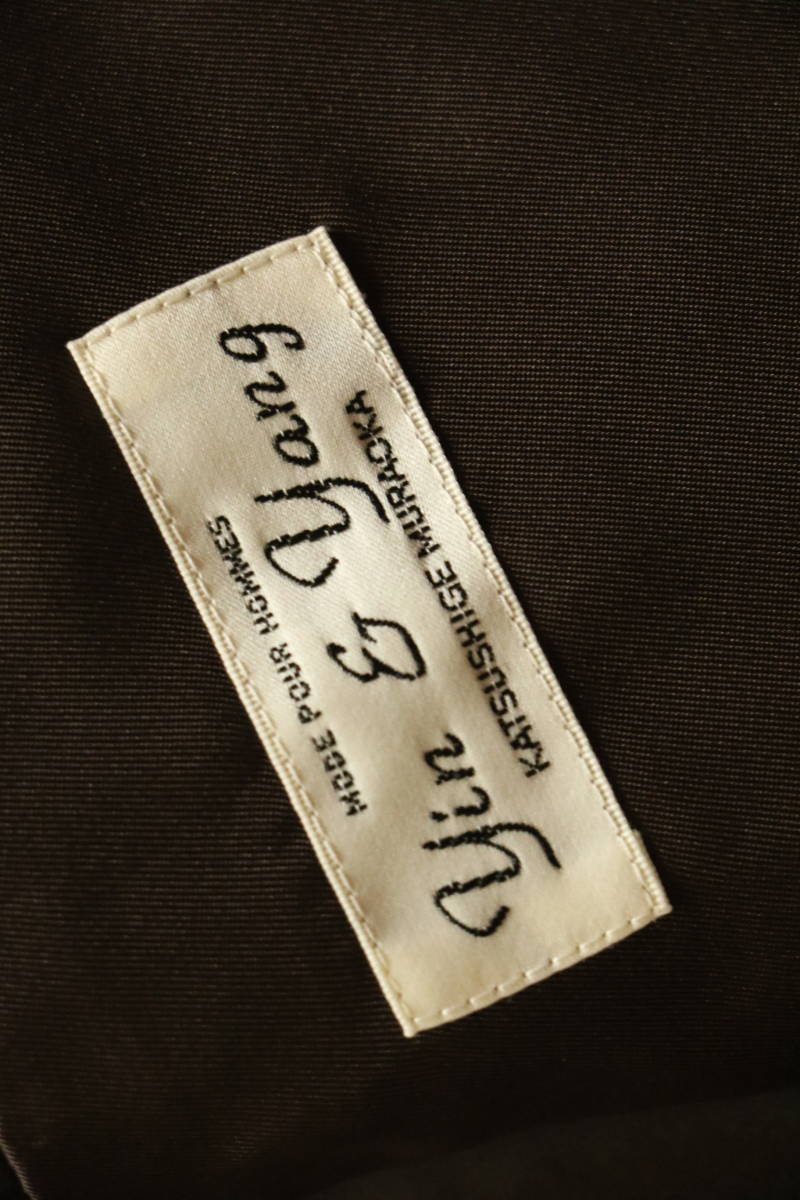 MODE POUR HOMMES
Yin & Yang
KATSUSHIGE MURAOKA